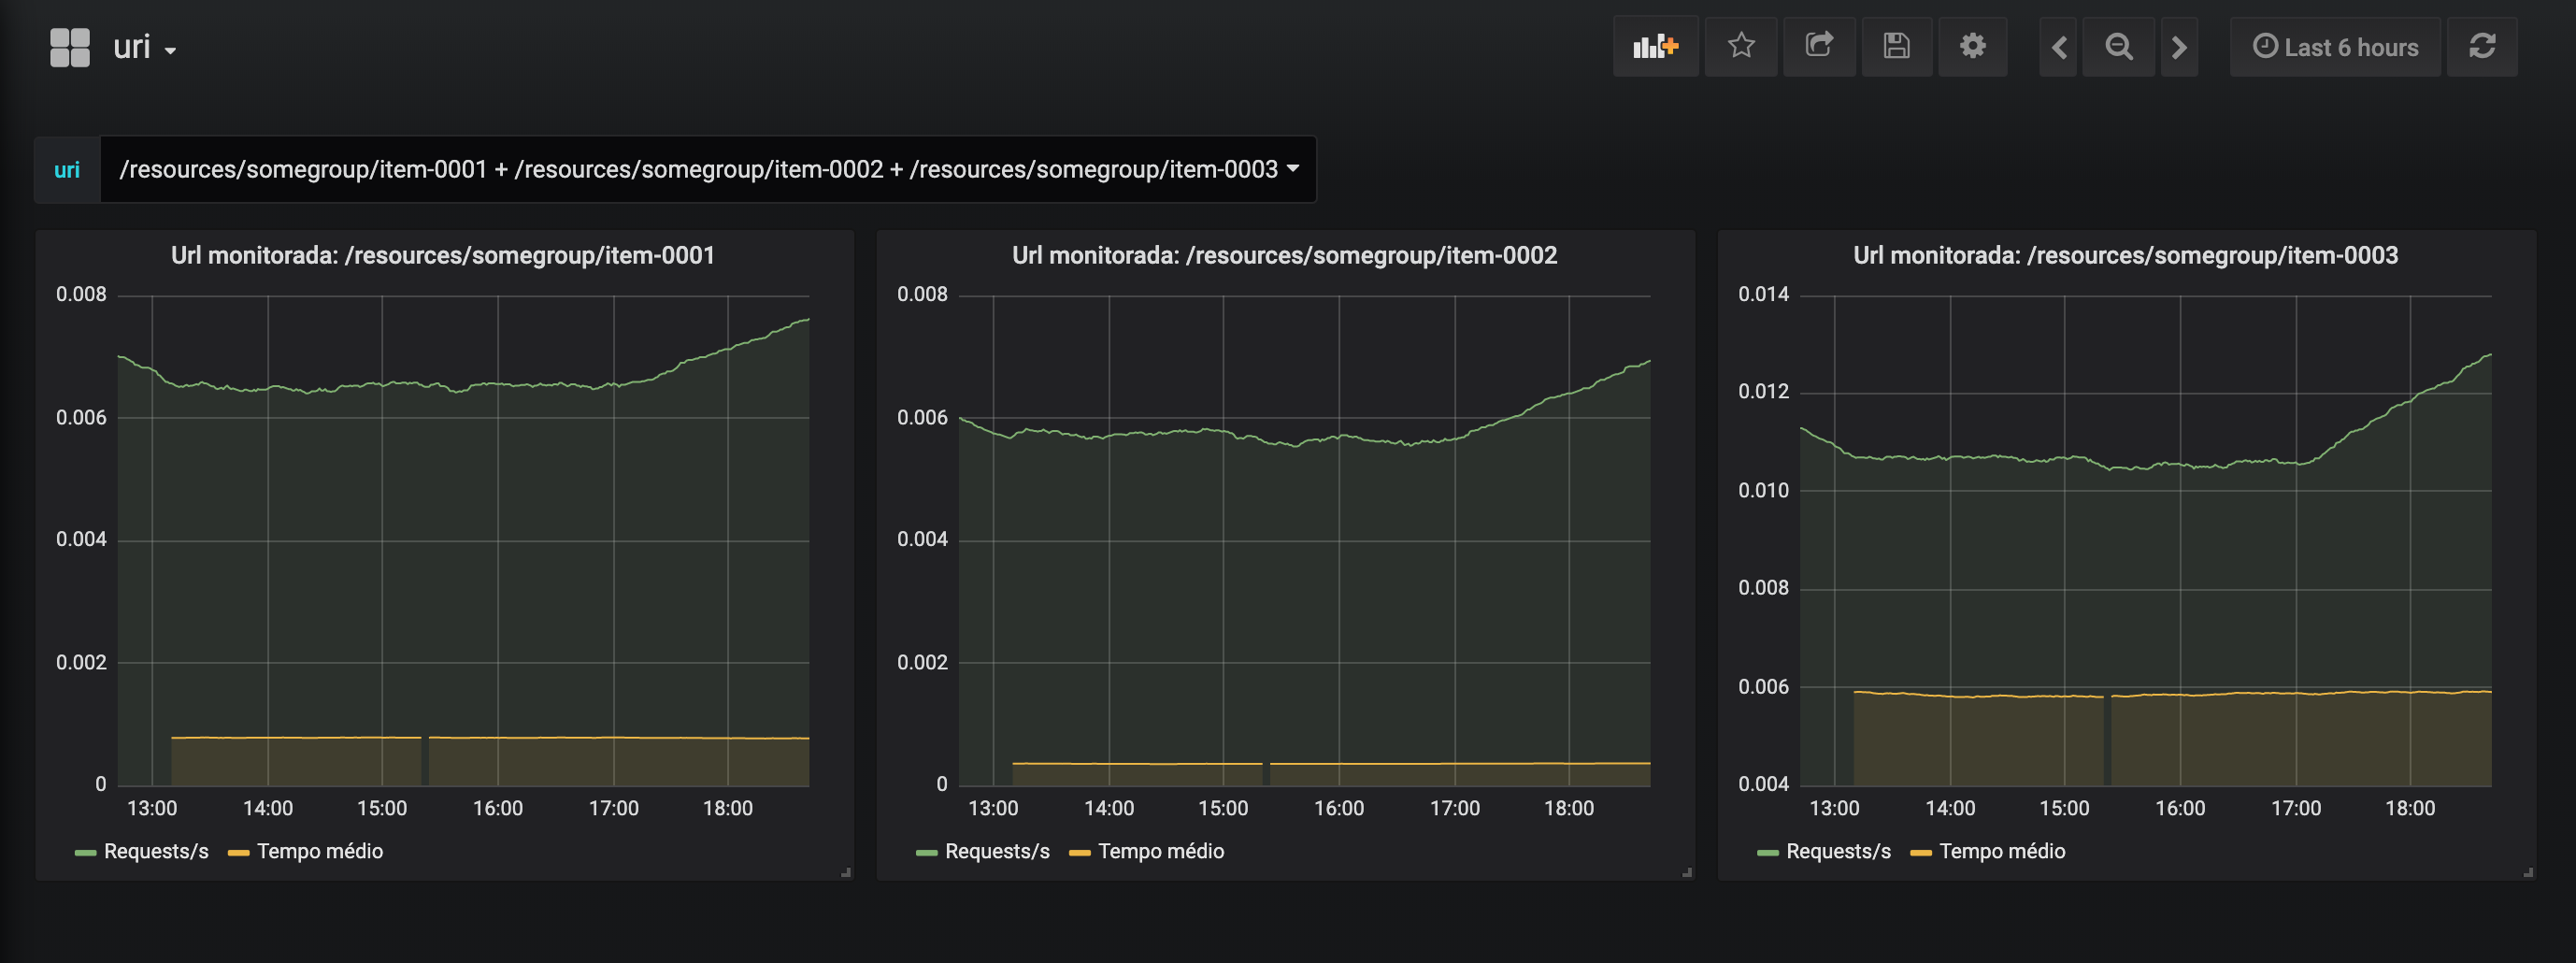 uri
Last 6 hours
uri /resources/somegroup/item-0001 + /resources/somegroup/item-0002 + /resources/somegroup/item-0003
Url monitorada: /resources/somegroup/item-0001
0.008
0.006
0.004
0.002
0
13:00 14:00 15:00 16:00 17:00 18:00
Requests/s Tempo médio
Url monitorada: /resources/somegroup/item-0002
0.008
0.006
0.004
0.002
0
13:00 14:00 15:00 16:00 17:00 18:00
Requests/s Tempo médio
Url monitorada: /resources/somegroup/item-0003
0.014
0.012
0.010
0.008
0.006
0.004
13:00 14:00 15:00 16:00 17:00 18:00
Requests/s Tempo médio